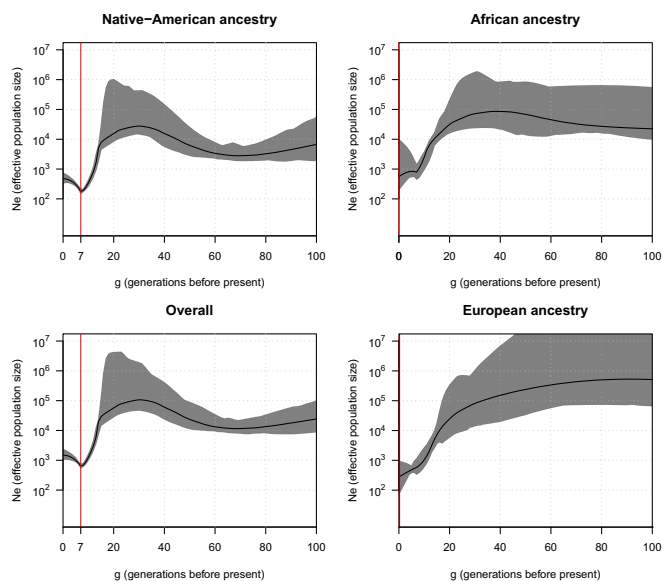 Native−American ancestry
Ne (effective population size)
10^7
10^6
10^5
10^4
10^3
10^2
0 7 20 40 60 80 100
g (generations before present)
African ancestry
Ne (effective population size)
10^7
10^6
10^5
10^4
10^3
10^2
0 20 40 60 80 100
g (generations before present)
Overall
Ne (effective population size)
10^7
10^6
10^5
10^4
10^3
10^2
0 7 20 40 60 80 100
g (generations before present)
European ancestry
Ne (effective population size)
10^7
10^6
10^5
10^4
10^3
10^2
0 20 40 60 80 100
g (generations before present)